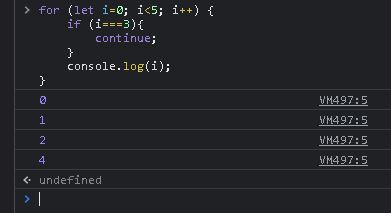 > for (let i=0; i<5; i++) {
    if (i===3){
        continue;
    }
    console.log(i);
}
0 VM497:5
1 VM497:5
2 VM497:5
4 VM497:5
<· undefined
>